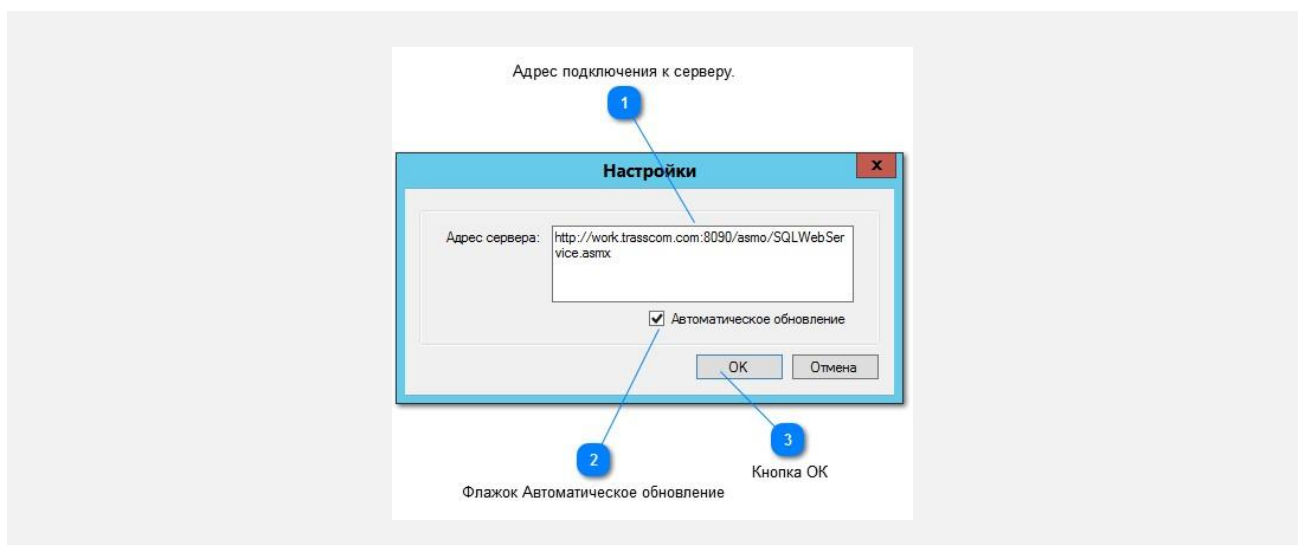 Адрес подключения к серверу.
1
Настройки
x
Адрес сервера:
http://work.trasscom.com:8090/asmo/SQLWebSer
vice.asmx
Автоматическое обновление
OK
Отмена
2
3
Кнопка ОК
Флажок Автоматическое обновление